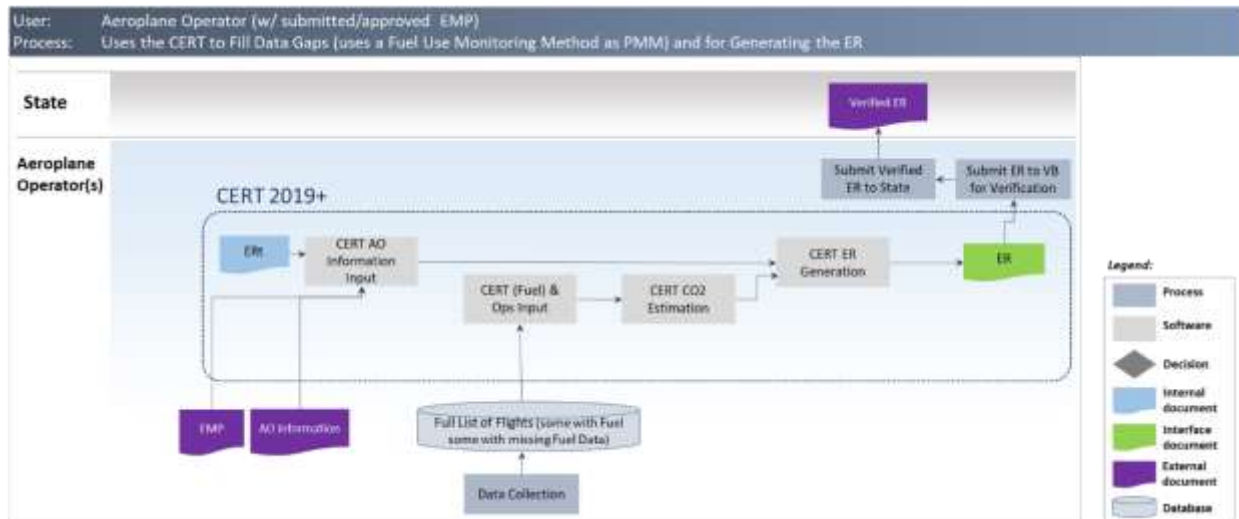 User: Aeroplane Operator (w/ submitted/approved EMP)
Process: Uses the CERT to Fill Data Gaps (uses a Fuel Use Monitoring Method as PMM) and for Generating the ER
State
Verified ER
Aeroplane
Operator(s)
Submit Verified
ER to State
Submit ER to VB
for Verification
CERT 2019+
ERt
CERT AO
Information
Input
CERT ER
Generation
ER
CERT (Fuel) &
Ops Input
CERT CO2
Estimation
EMP
AO Information
Full List of Flights (some with Fuel
some with missing Fuel Data)
Data Collection
Legend:
Process
Software
Decision
Internal
document
Interface
document
External
document
Database